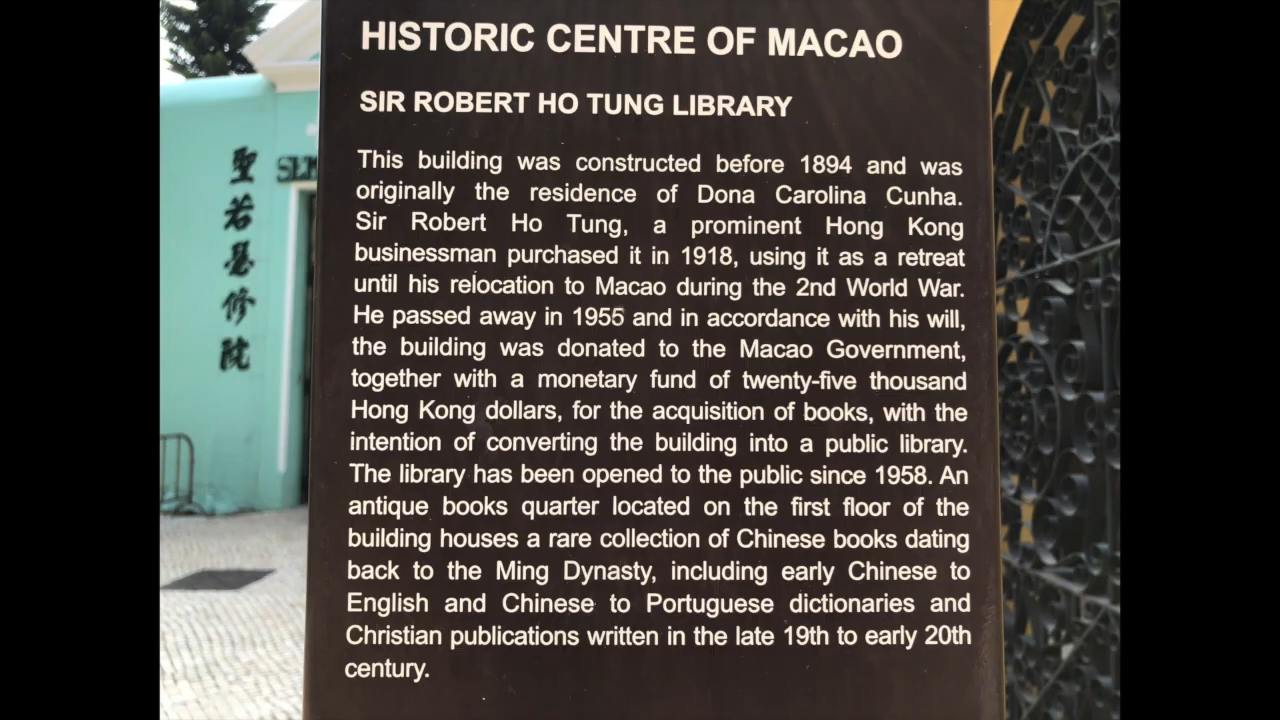 HISTORIC CENTRE OF MACAO
SIR ROBERT HO TUNG LIBRARY
This building was constructed before 1894 and was
originally the residence of Dona Carolina Cunha.
Sir Robert Ho Tung, a prominent Hong Kong
businessman purchased it in 1918, using it as a retreat
until his relocation to Macao during the 2nd World War.
He passed away in 1955 and in accordance with his will,
the building was donated to the Macao Government,
together with a monetary fund of twenty-five thousand
Hong Kong dollars, for the acquisition of books, with the
intention of converting the building into a public library.
The library has been opened to the public since 1958. An
antique books quarter located on the first floor of the
building houses a rare collection of Chinese books dating
back to the Ming Dynasty, including early Chinese to
English and Chinese to Portuguese dictionaries and
Christian publications written in the late 19th to early 20th
century.
聖若瑟修院